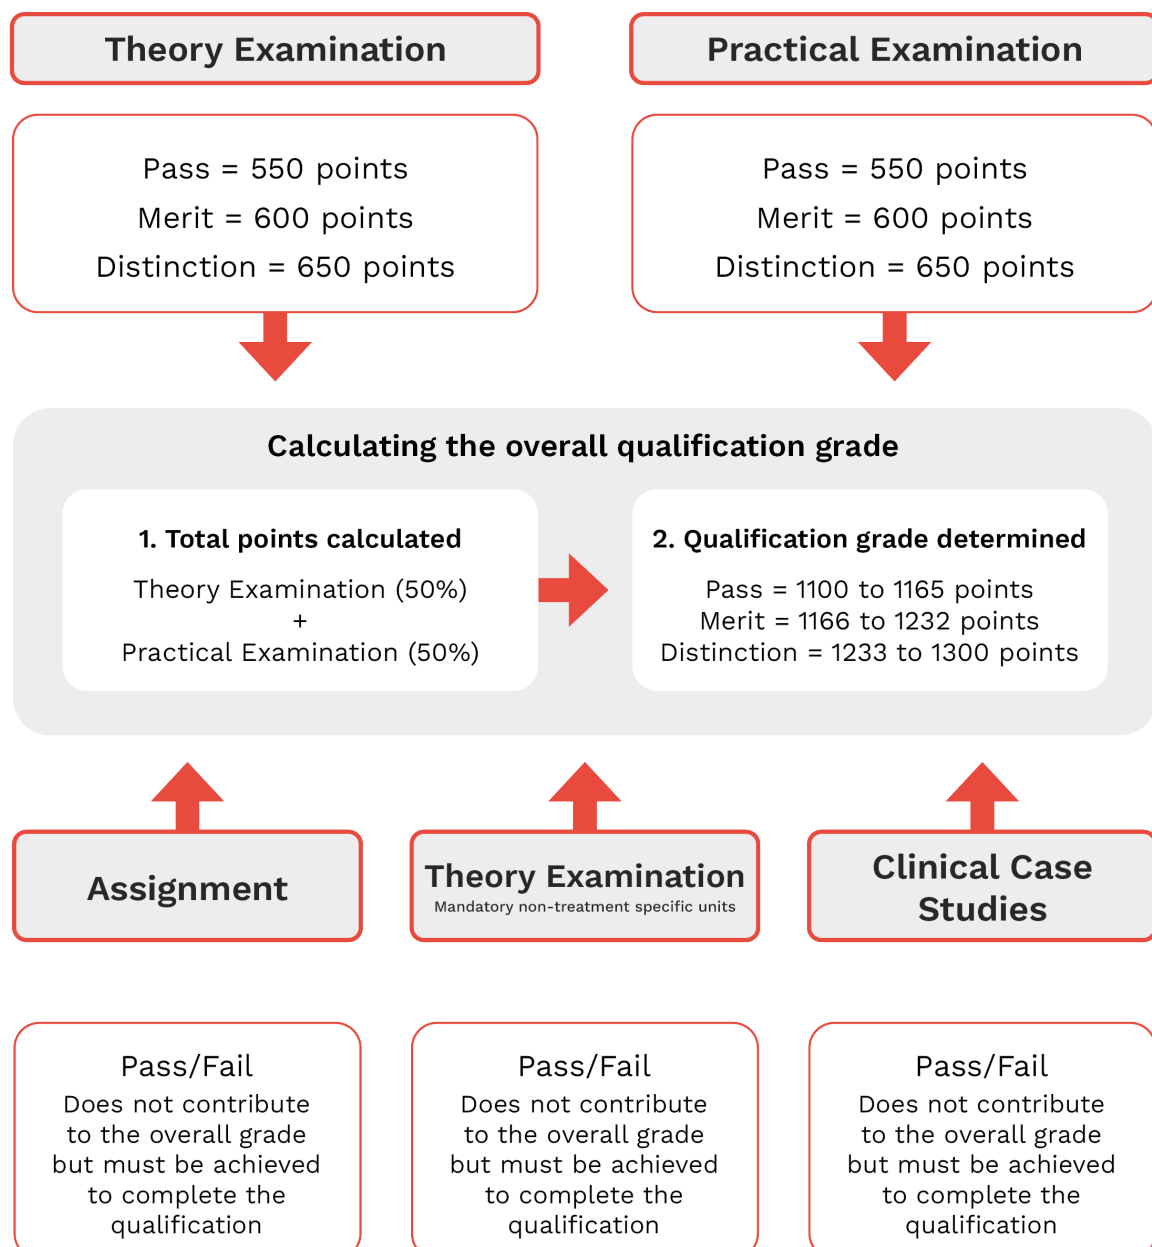 Theory Examination
Practical Examination
Pass = 550 points
Merit = 600 points
Distinction = 650 points
Pass = 550 points
Merit = 600 points
Distinction = 650 points
Calculating the overall qualification grade
1. Total points calculated
Theory Examination (50%)
+
Practical Examination (50%)
2. Qualification grade determined
Pass = 1100 to 1165 points
Merit = 1166 to 1232 points
Distinction = 1233 to 1300 points
Assignment
Theory Examination
Mandatory non-treatment specific units
Clinical Case
Studies
Pass/Fail
Does not contribute
to the overall grade
but must be achieved
to complete the
qualification
Pass/Fail
Does not contribute
to the overall grade
but must be achieved
to complete the
qualification
Pass/Fail
Does not contribute
to the overall grade
but must be achieved
to complete the
qualification